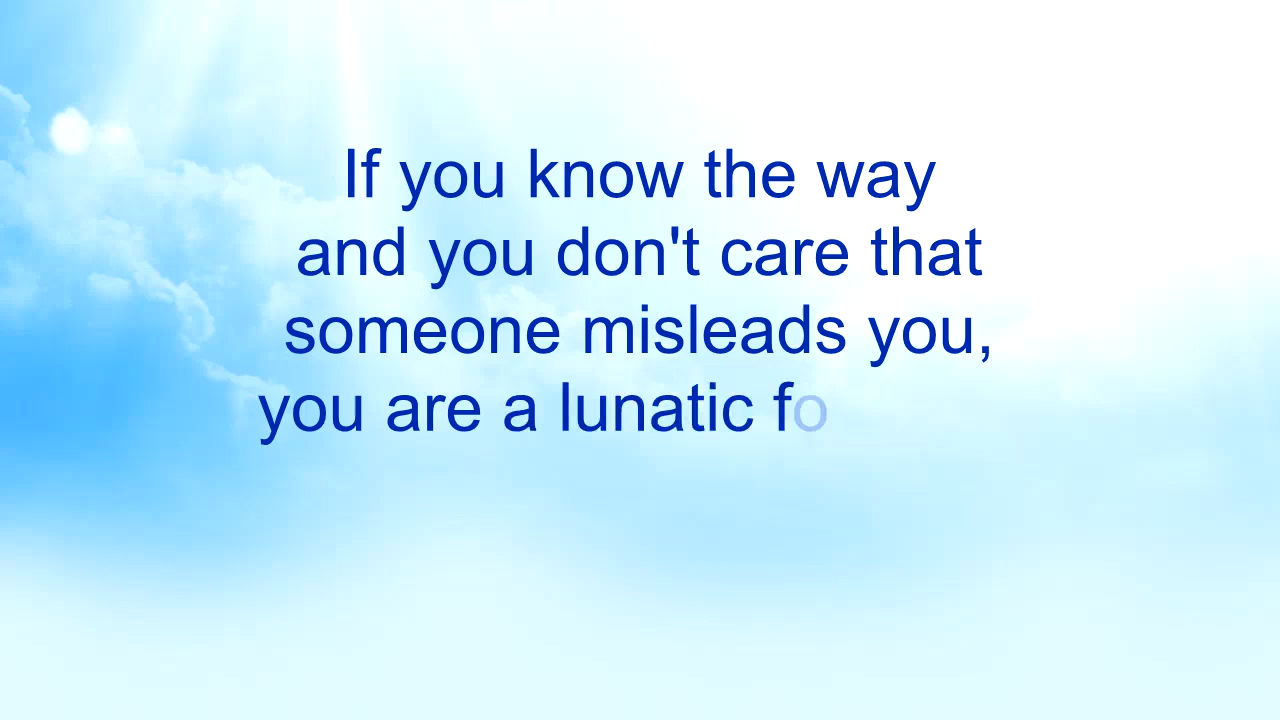 If you know the way
and you don't care that
someone misleads you,
you are a lunatic fo